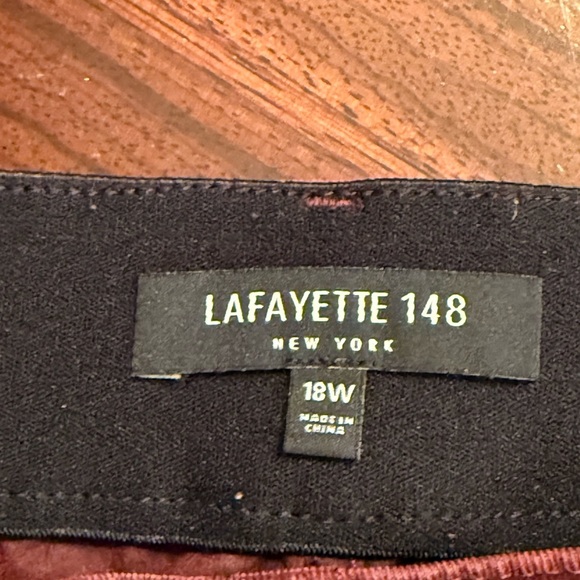 LAFAYETTE 148
NEW YORK
18W
MADE IN
CHINA